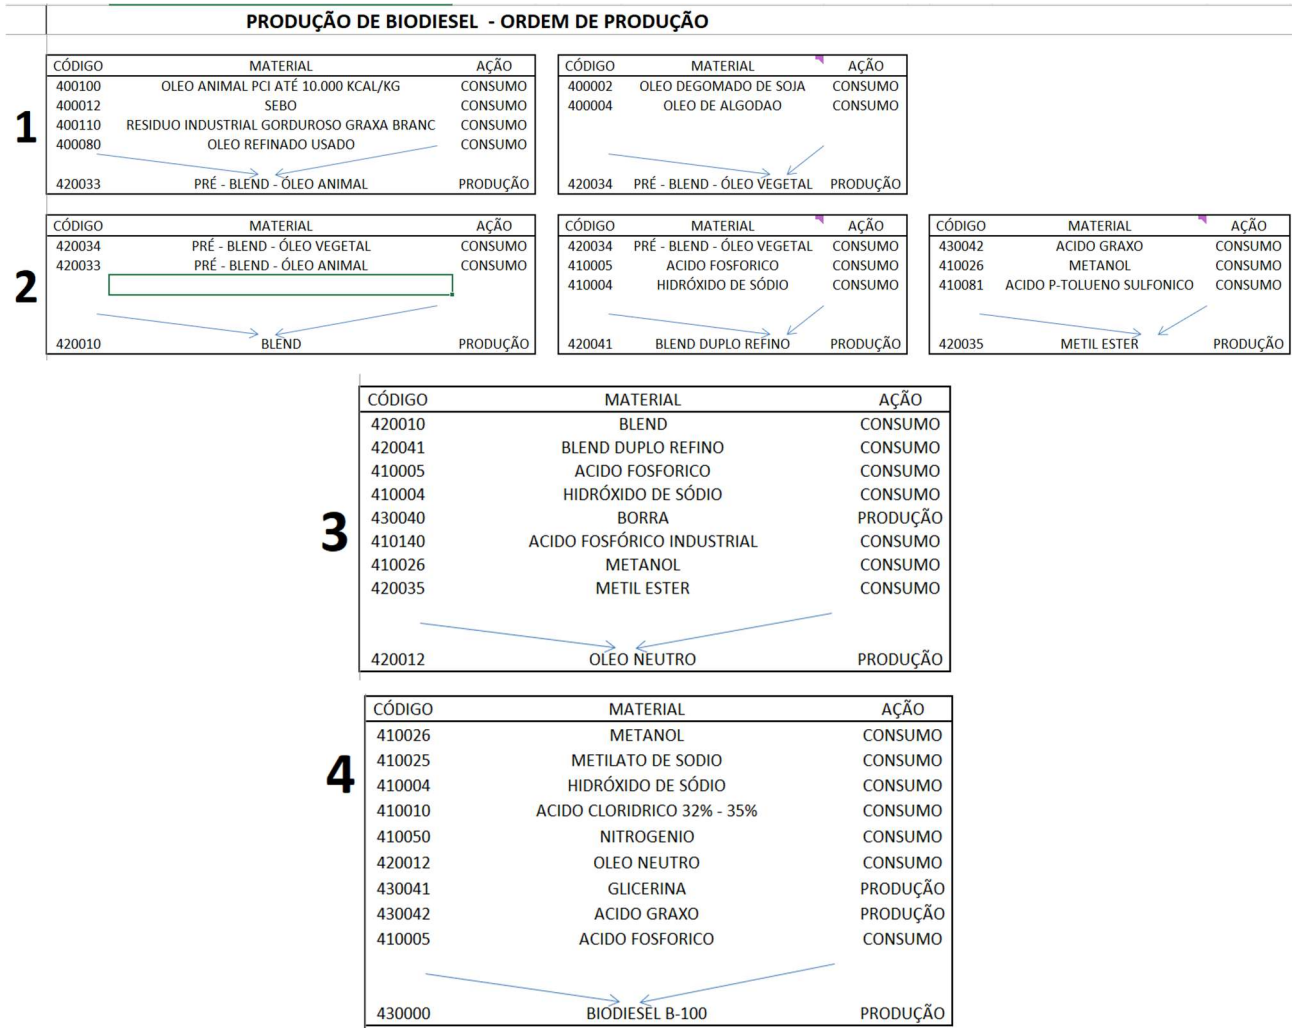 PRODUÇÃO DE BIODIESEL - ORDEM DE PRODUÇÃO
1
CÓDIGO MATERIAL AÇÃO
400100 OLEO ANIMAL PCI ATÉ 10.000 KCAL/KG CONSUMO
400012 SEBO CONSUMO
400110 RESIDUO INDUSTRIAL GORDUROSO GRAXA BRANC CONSUMO
400080 OLEO REFINADO USADO CONSUMO
420033 PRÉ - BLEND - ÓLEO ANIMAL PRODUÇÃO
CÓDIGO MATERIAL AÇÃO
400002 OLEO DEGOMADO DE SOJA CONSUMO
400004 OLEO DE ALGODAO CONSUMO
420034 PRÉ - BLEND - ÓLEO VEGETAL PRODUÇÃO
2
CÓDIGO MATERIAL AÇÃO
420034 PRÉ - BLEND - ÓLEO VEGETAL CONSUMO
420033 PRÉ - BLEND - ÓLEO ANIMAL CONSUMO
420010 BLEND PRODUÇÃO
CÓDIGO MATERIAL AÇÃO
420034 PRÉ - BLEND - ÓLEO VEGETAL CONSUMO
410005 ACIDO FOSFORICO CONSUMO
410004 HIDRÓXIDO DE SÓDIO CONSUMO
420041 BLEND DUPLO REFINO PRODUÇÃO
CÓDIGO MATERIAL AÇÃO
430042 ACIDO GRAXO CONSUMO
410026 METANOL CONSUMO
410081 ACIDO P-TOLUENO SULFONICO CONSUMO
420035 METIL ESTER PRODUÇÃO
3
CÓDIGO MATERIAL AÇÃO
420010 BLEND CONSUMO
420041 BLEND DUPLO REFINO CONSUMO
410005 ACIDO FOSFORICO CONSUMO
410004 HIDRÓXIDO DE SÓDIO CONSUMO
430040 BORRA PRODUÇÃO
410140 ACIDO FOSFÓRICO INDUSTRIAL CONSUMO
410026 METANOL CONSUMO
420035 METIL ESTER CONSUMO
420012 OLEO NEUTRO PRODUÇÃO
4
CÓDIGO MATERIAL AÇÃO
410026 METANOL CONSUMO
410025 METILATO DE SODIO CONSUMO
410004 HIDRÓXIDO DE SÓDIO CONSUMO
410010 ACIDO CLORIDRICO 32% - 35% CONSUMO
410050 NITROGENIO CONSUMO
420012 OLEO NEUTRO CONSUMO
430041 GLICERINA PRODUÇÃO
430042 ACIDO GRAXO PRODUÇÃO
410005 ACIDO FOSFORICO CONSUMO
430000 BIODIESEL B-100 PRODUÇÃO